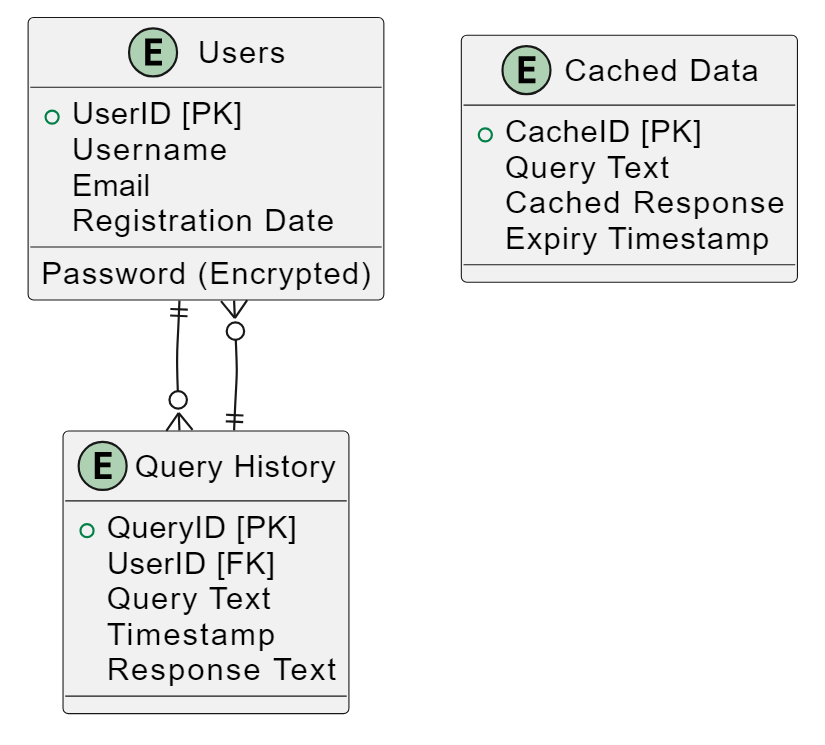 E Users
UserID [PK]
Username
Email
Registration Date
Password (Encrypted)
E Cached Data
CacheID [PK]
Query Text
Cached Response
Expiry Timestamp
E Query History
QueryID [PK]
UserID [FK]
Query Text
Timestamp
Response Text